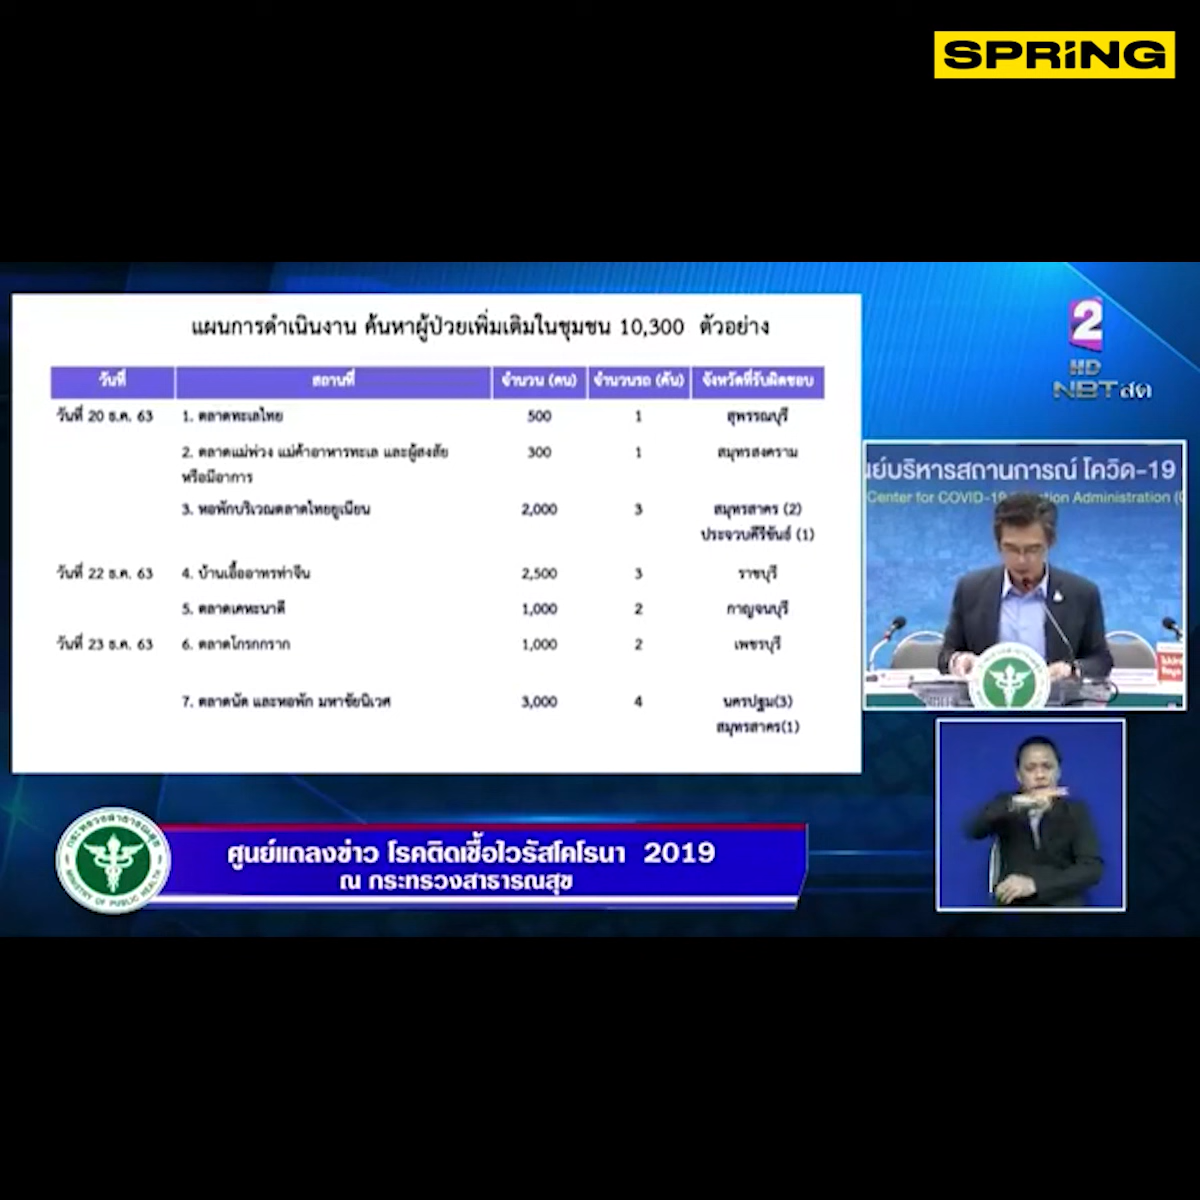 SPRiNG
แผนการดำเนินงาน ค้นหาผู้ป่วยเพิ่มเติมในชุมชน 10,300 ตัวอย่าง
วันที่ สถานที่ จำนวน (คน) จำนวนรถ (คัน) จังหวัดที่รับผิดชอบ
วันที่ 20 ธ.ค. 63 1. ตลาดทะเลไทย 500 1 สุพรรณบุรี
2. ตลาดแม่พ่วง แม่ค้าอาหารทะเล และผู้สงสัย 300 1 สมุทรสงคราม
หรือมีอาการ
3. หอพักบริเวณตลาดไทยยูเนียน 2,000 3 สมุทรสาคร (2)
ประจวบคีรีขันธ์ (1)
วันที่ 22 ธ.ค. 63 4. บ้านเอื้ออาทรท่าจีน 2,500 3 ราชบุรี
5. ตลาดเคหะนาดี 1,000 2 กาญจนบุรี
วันที่ 23 ธ.ค. 63 6. ตลาดโกรกกราก 1,000 2 เพชรบุรี
7. ตลาดนัด และหอพัก มหาชัยนิเวศ 3,000 4 นครปฐม(3)
สมุทรสาคร(1)
2
HD
NBT สด
นย์บริหารสถานการณ์ โควิด-19
Center for COVID-19 Administration
กระทรวงสาธารณสุข
MINISTRY OF PUBLIC HEALTH
ศูนย์แถลงข่าว โรคติดเชื้อไวรัสโคโรนา 2019
ณ กระทรวงสาธารณสุข